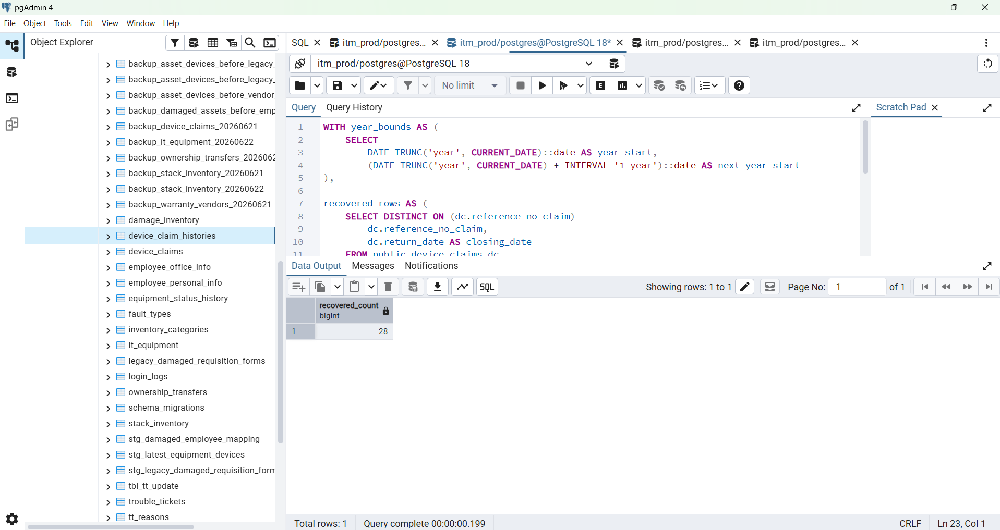 pgAdmin 4
File Object Tools Edit View Window Help
Object Explorer
backup_asset_devices_before_legacy_
backup_asset_devices_before_legacy_
backup_asset_devices_before_vendor_
backup_damaged_assets_before_emp
backup_device_claims_20260621
backup_it_equipment_20260622
backup_ownership_transfers_2026062
backup_stack_inventory_20260621
backup_stack_inventory_20260622
backup_warranty_vendors_20260621
damage_inventory
device_claim_histories
device_claims
employee_office_info
employee_personal_info
equipment_status_history
fault_types
inventory_categories
it_equipment
legacy_damaged_requisition_forms
login_logs
ownership_transfers
schema_migrations
stack_inventory
stg_damaged_employee_mapping
stg_latest_equipment_devices
stg_legacy_damaged_requisition_form
tbl_tt_update
trouble_tickets
tt_reasons
SQL itm_prod/postgres... itm_prod/postgres@PostgreSQL 18* itm_prod/postgres... itm_prod/postgres...
itm_prod/postgres@PostgreSQL 18
No limit
E
Query Query History
Scratch Pad
1 WITH year_bounds AS (
2 SELECT
3 DATE_TRUNC('year', CURRENT_DATE)::date AS year_start,
4 (DATE_TRUNC('year', CURRENT_DATE) + INTERVAL '1 year')::date AS next_year_start
5 ),
6
7 recovered_rows AS (
8 SELECT DISTINCT ON (dc.reference_no_claim)
9 dc.reference_no_claim,
10 dc.return_date AS closing_date
11 FROM public.device_claims dc
Data Output Messages Notifications
SQL
Showing rows: 1 to 1
Page No: 1 of 1
recovered_count
bigint
1 28
Total rows: 1 Query complete 00:00:00.199
CRLF Ln 23, Col 1